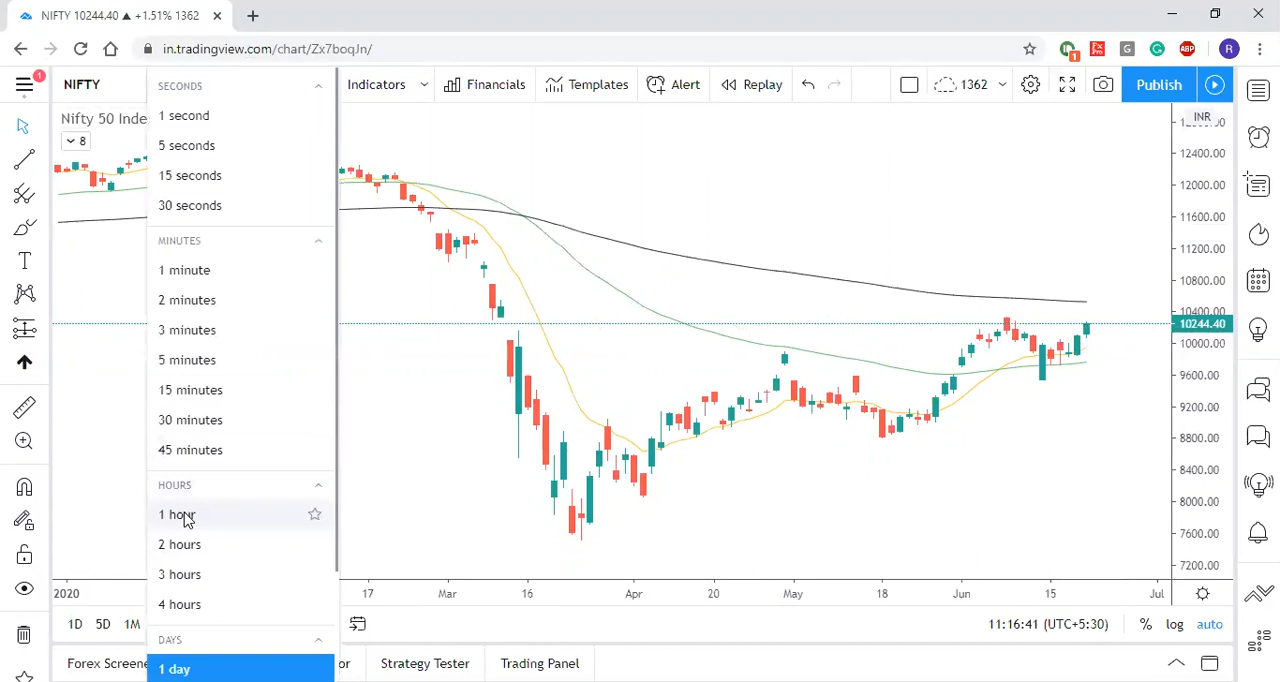 NIFTY 10244.40 ▲ +1.51% 1362
in.tradingview.com/chart/Zx7boqJn/
1
1
NIFTY
Indicators
Financials
Templates
Alert
Replay
1362
Publish
Nifty 50 Inde
8
SECONDS
1 second
5 seconds
15 seconds
30 seconds
MINUTES
1 minute
2 minutes
3 minutes
5 minutes
15 minutes
30 minutes
45 minutes
HOURS
1 hour
2 hours
3 hours
4 hours
DAYS
1 day
INR
12400.00
12000.00
11600.00
11200.00
10800.00
10400.00
10244.40
10000.00
9600.00
9200.00
8800.00
8400.00
8000.00
7600.00
7200.00
2020 17 Mar 16 Apr 20 May 18 Jun 15 Jul
1D 5D 1M
11:16:41 (UTC+5:30) % log auto
Forex Screene
or
Strategy Tester
Trading Panel
R
G
ABP